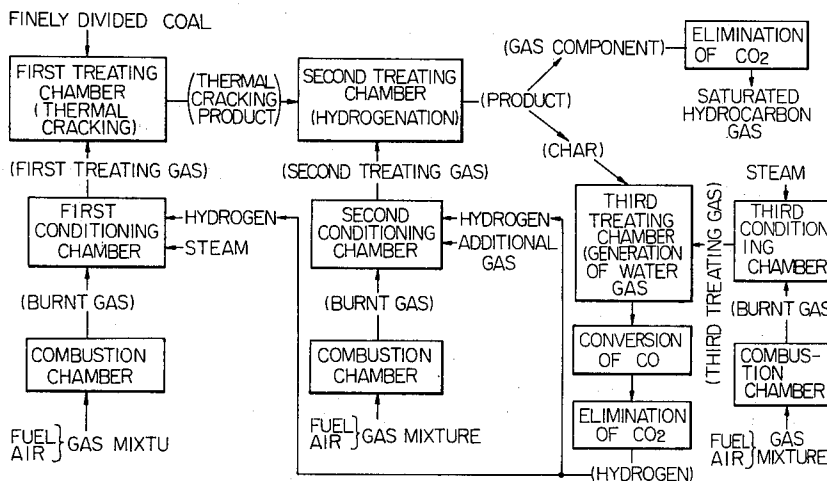 FINELY DIVIDED COAL
FIRST TREATING
CHAMBER
(THERMAL
CRACKING)
(THERMAL
CRACKING
PRODUCT)
SECOND TREATING
CHAMBER
(HYDROGENATION)
(PRODUCT)
(GAS COMPONENT)
ELIMINATION
OF CO2
SATURATED
HYDROCARBON
GAS
(CHAR)
(FIRST TREATING GAS)
FIRST
CONDITIONING
CHAMBER
HYDROGEN
STEAM
(BURNT GAS)
COMBUSTION
CHAMBER
FUEL
AIR} GAS MIXTU
(SECOND TREATING GAS)
SECOND
CONDITIONING
CHAMBER
HYDROGEN
ADDITIONAL
GAS
(BURNT GAS)
COMBUSTION
CHAMBER
FUEL
AIR} GAS MIXTURE
THIRD
TREATING
CHAMBER
(GENERATION
OF WATER
GAS
CONVERSION
OF CO
ELIMINATION
OF CO2
(HYDROGEN)
(THIRD TREATING GAS)
STEAM
THIRD
CONDITION
ING
CHAMBER
(BURNT GAS)
COMBUS-
TION
CHAMBER
FUEL
AIR} GAS
MIXTURE